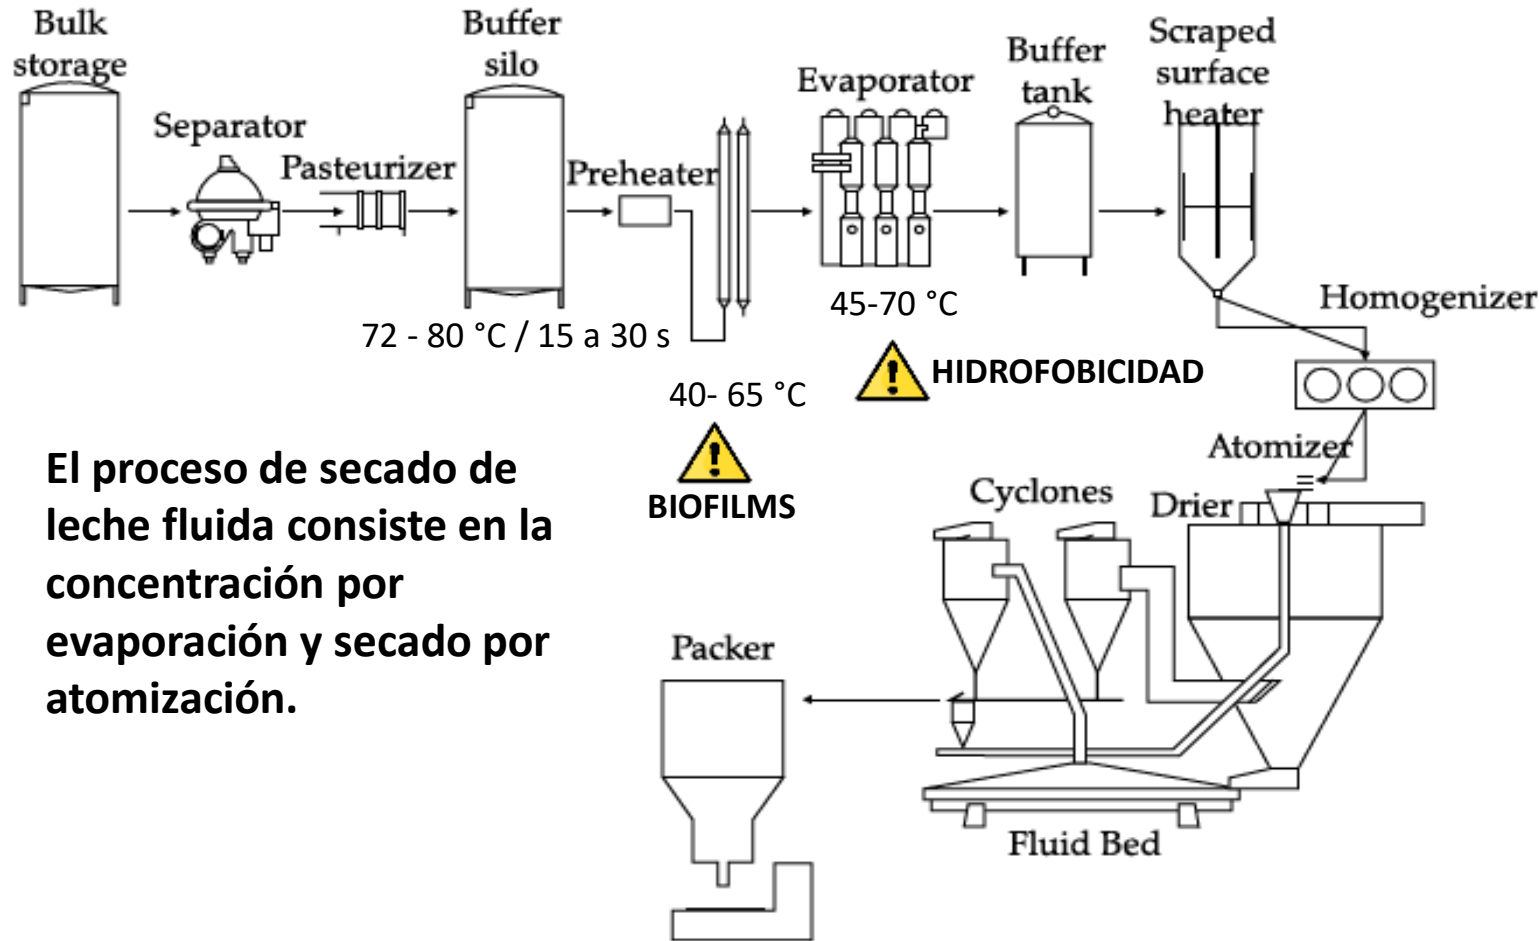 Bulk
storage
Separator
Pasteurizer
Buffer
silo
Preheater
Evaporator
Buffer
tank
Scraped
surface
heater
Homogenizer
72 - 80 °C / 15 a 30 s
45-70 °C
HIDROFOBICIDAD
40- 65 °C
BIOFILMS
El proceso de secado de
leche fluida consiste en la
concentración por
evaporación y secado por
atomización.
Atomizer
Cyclones
Drier
Packer
Fluid Bed